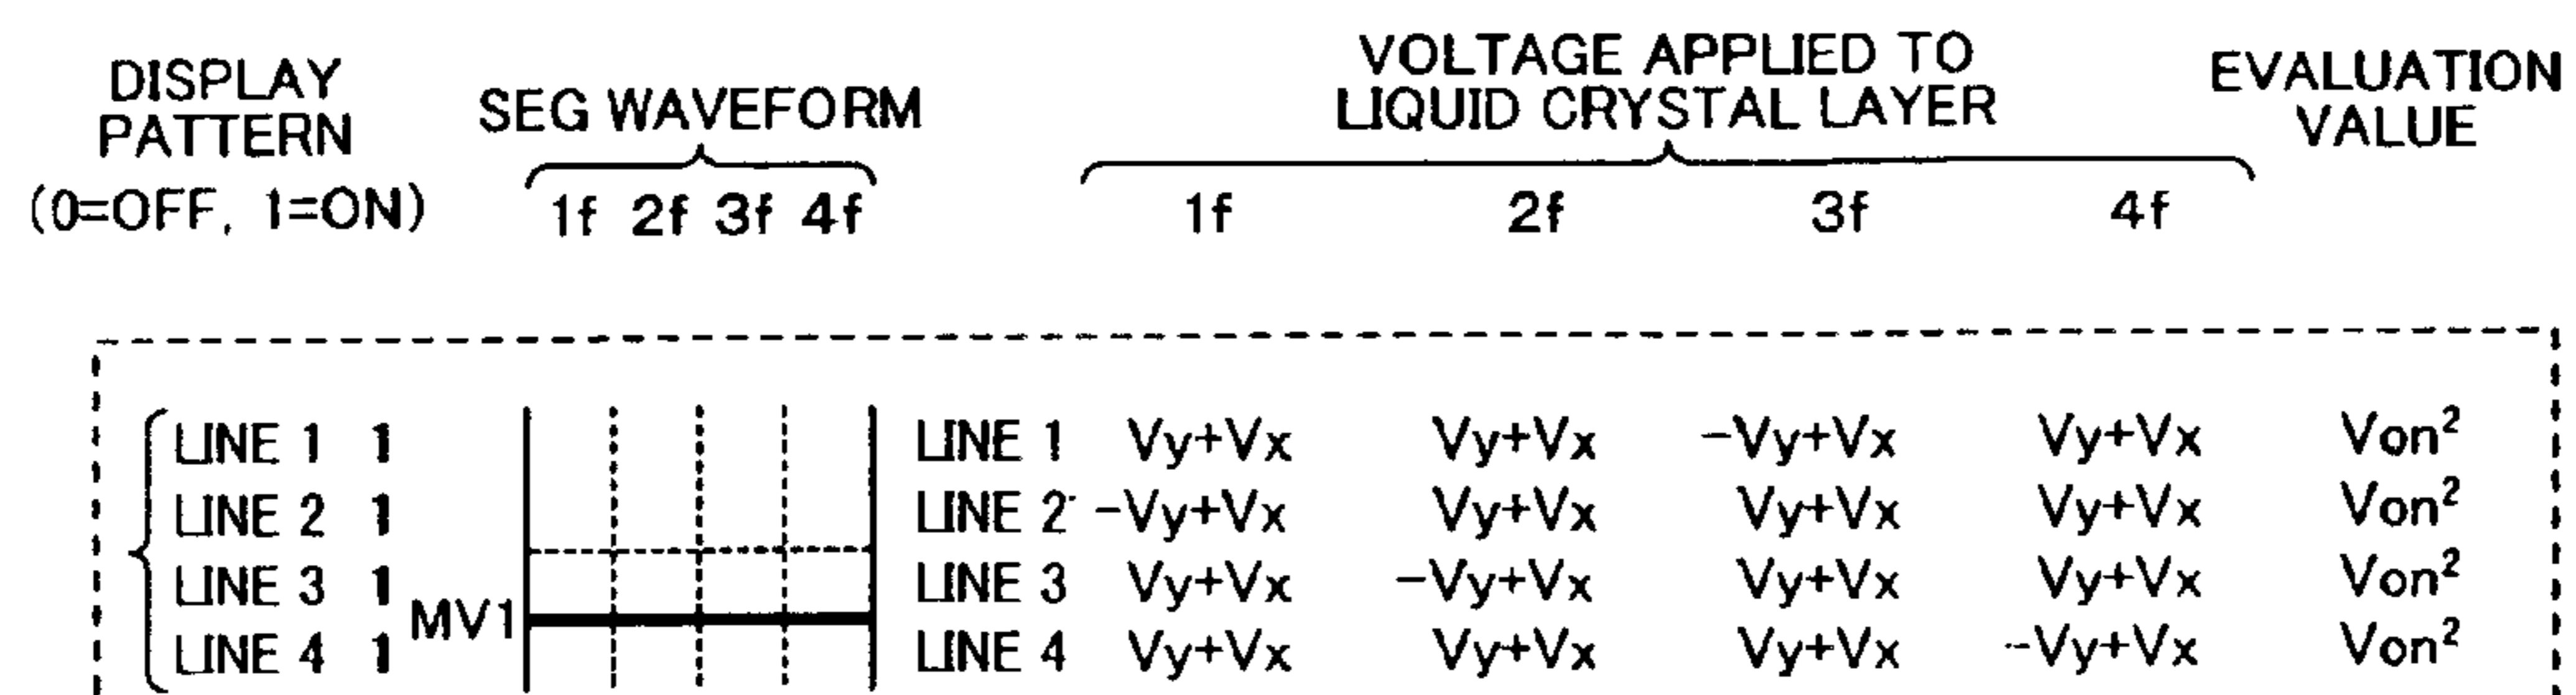 DISPLAY PATTERN (0=OFF, 1=ON)
SEG WAVEFORM
1f 2f 3f 4f
VOLTAGE APPLIED TO LIQUID CRYSTAL LAYER
1f 2f 3f 4f
EVALUATION VALUE
LINE 1 1
LINE 2 1
LINE 3 1
LINE 4 1
MV1
LINE 1 Vy+Vx Vy+Vx -Vy+Vx Vy+Vx Von²
LINE 2 -Vy+Vx Vy+Vx Vy+Vx Vy+Vx Von²
LINE 3 Vy+Vx -Vy+Vx Vy+Vx Vy+Vx Von²
LINE 4 Vy+Vx Vy+Vx Vy+Vx -Vy+Vx Von²